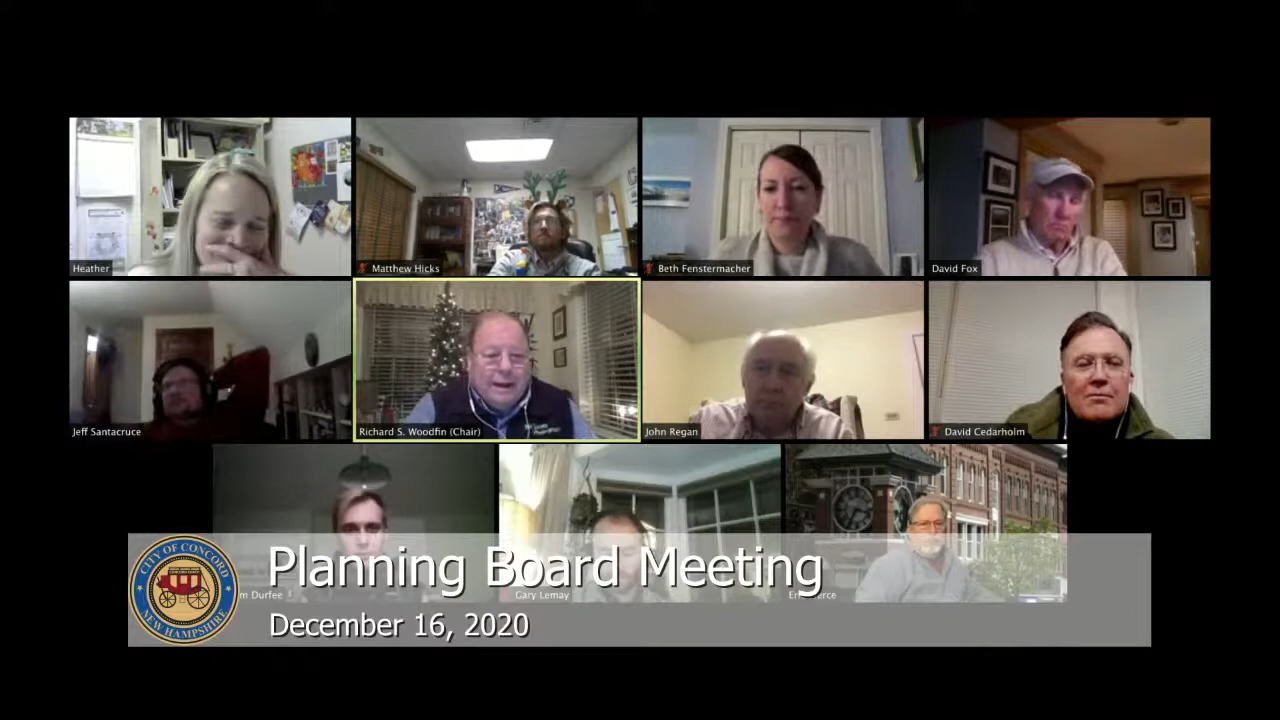 Heather
Matthew Hicks
Beth Fenstermacher
David Fox
Jeff Santacruce
Richard S. Woodfin (Chair)
John Regan
David Cedarholm
m Durfee
Gary Lemay
Planning Board Meeting
December 16, 2020
CITY OF CONCORD
NEW HAMPSHIRE